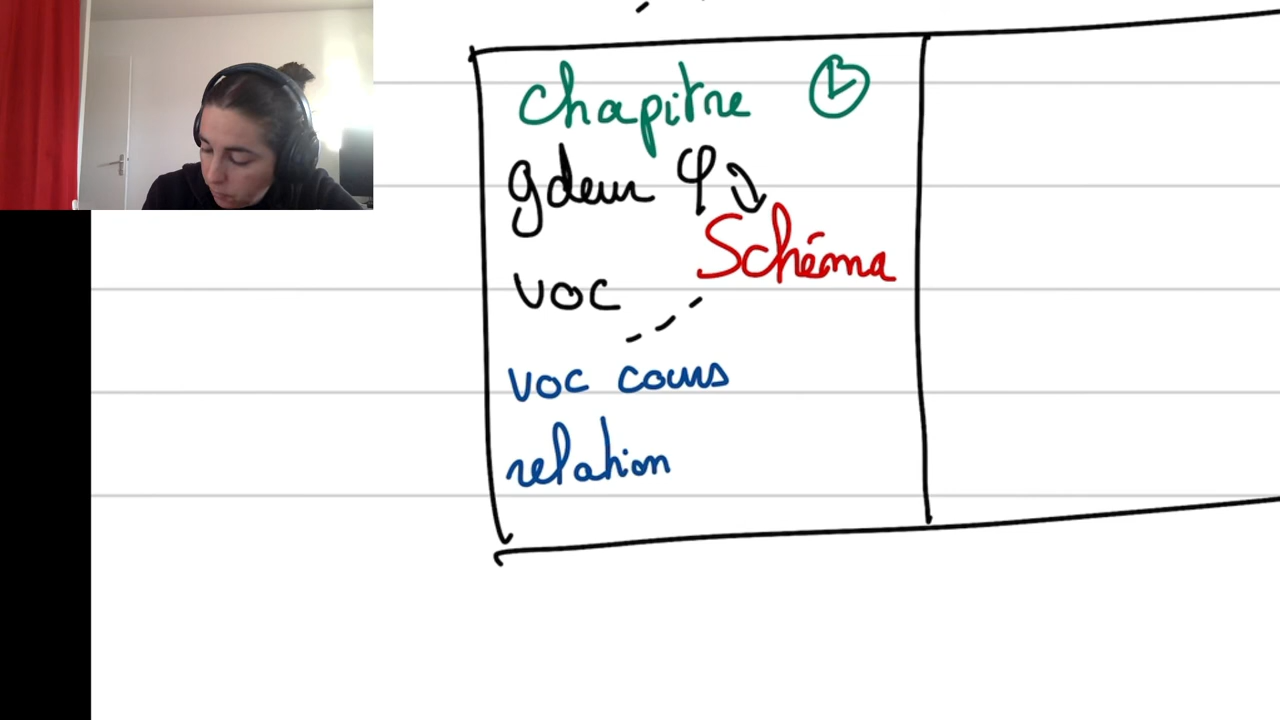 chapitre
gdeur φ
Schéma
voc
voc cours
relation